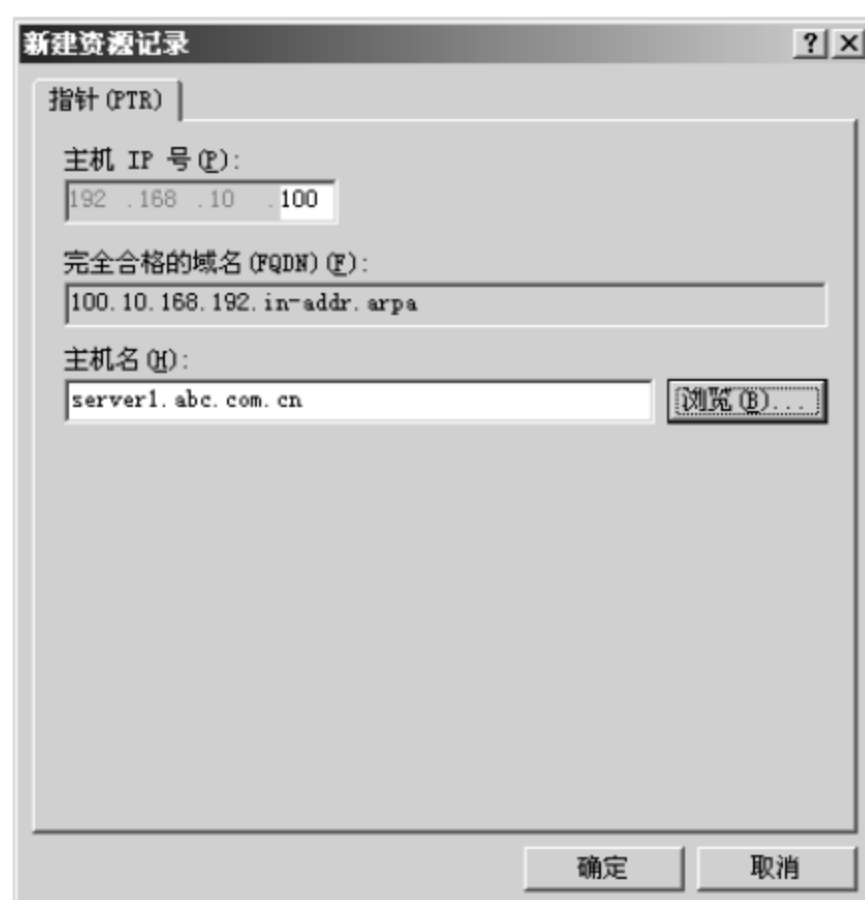 新建资源记录
指针(PTR)
主机 IP 号(P):
192 .168 .10 .100
完全合格的域名(FQDN)(F):
100.10.168.192.in-addr.arpa
主机名(H):
server1.abc.com.cn
浏览(B)...
确定 取消